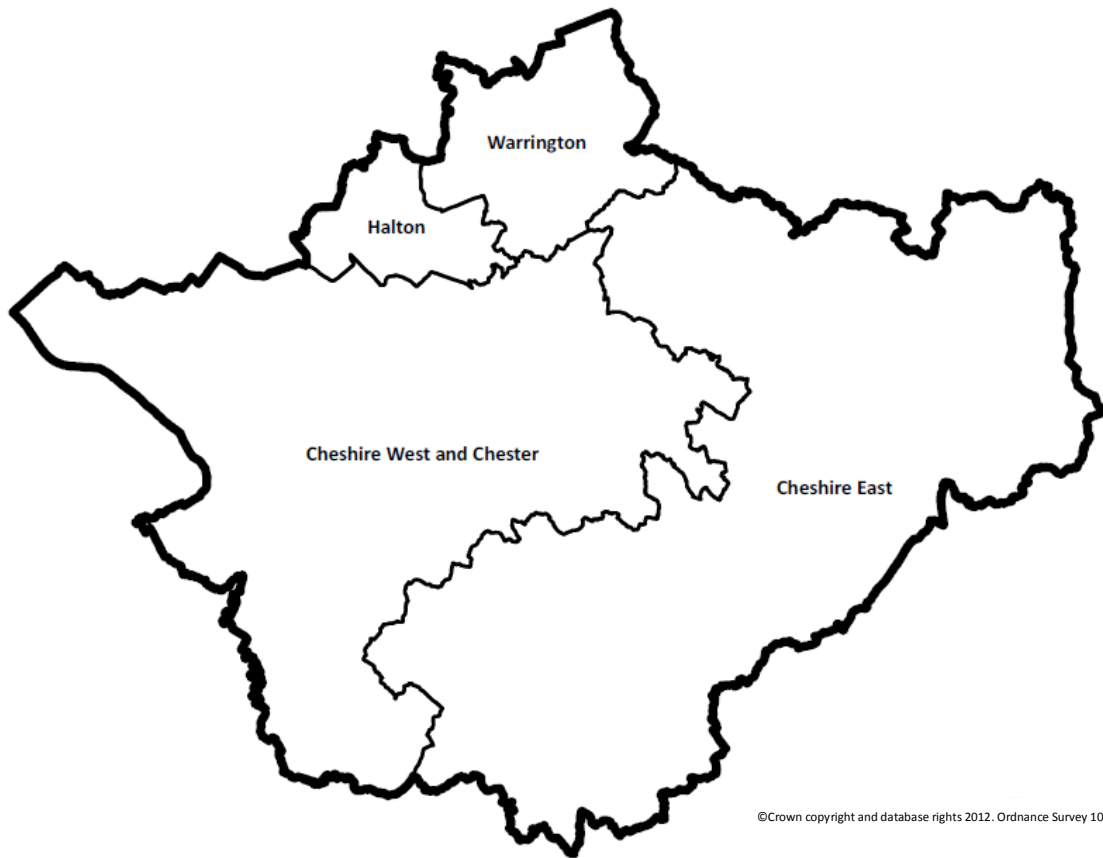 Warrington
Halton
Cheshire West and Chester
Cheshire East
©Crown copyright and database rights 2012. Ordnance Survey 10